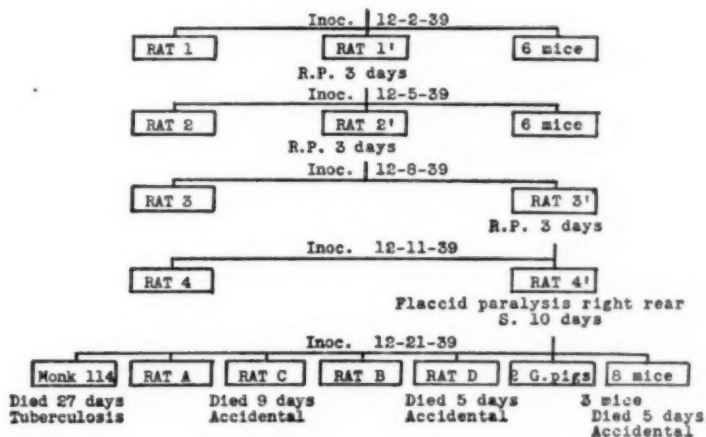 Inoc. 12-2-39
RAT 1 RAT 1' 6 mice
R.P. 3 days
Inoc. 12-5-39
RAT 2 RAT 2' 6 mice
R.P. 3 days
Inoc. 12-8-39
RAT 3 RAT 3'
R.P. 3 days
Inoc. 12-11-39
RAT 4 RAT 4'
Flaccid paralysis right rear
S. 10 days
Inoc. 12-21-39
Monk 114 RAT A RAT C RAT B RAT D 2 G.pigs 8 mice
Died 27 days Died 9 days Died 5 days 3 mice
Tuberculosis Accidental Accidental Died 5 days
Accidental